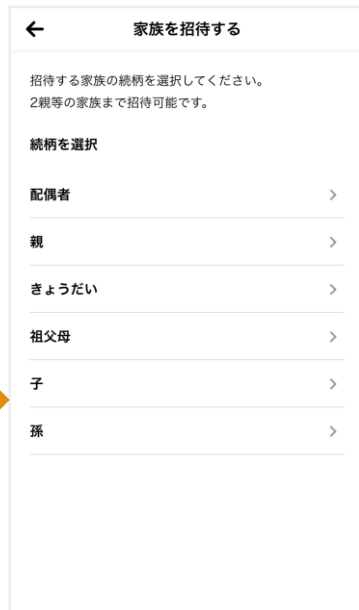 家族を招待する
招待する家族の続柄を選択してください。
2親等の家族まで招待可能です。
続柄を選択
配偶者
親
きょうだい
祖父母
子
孫